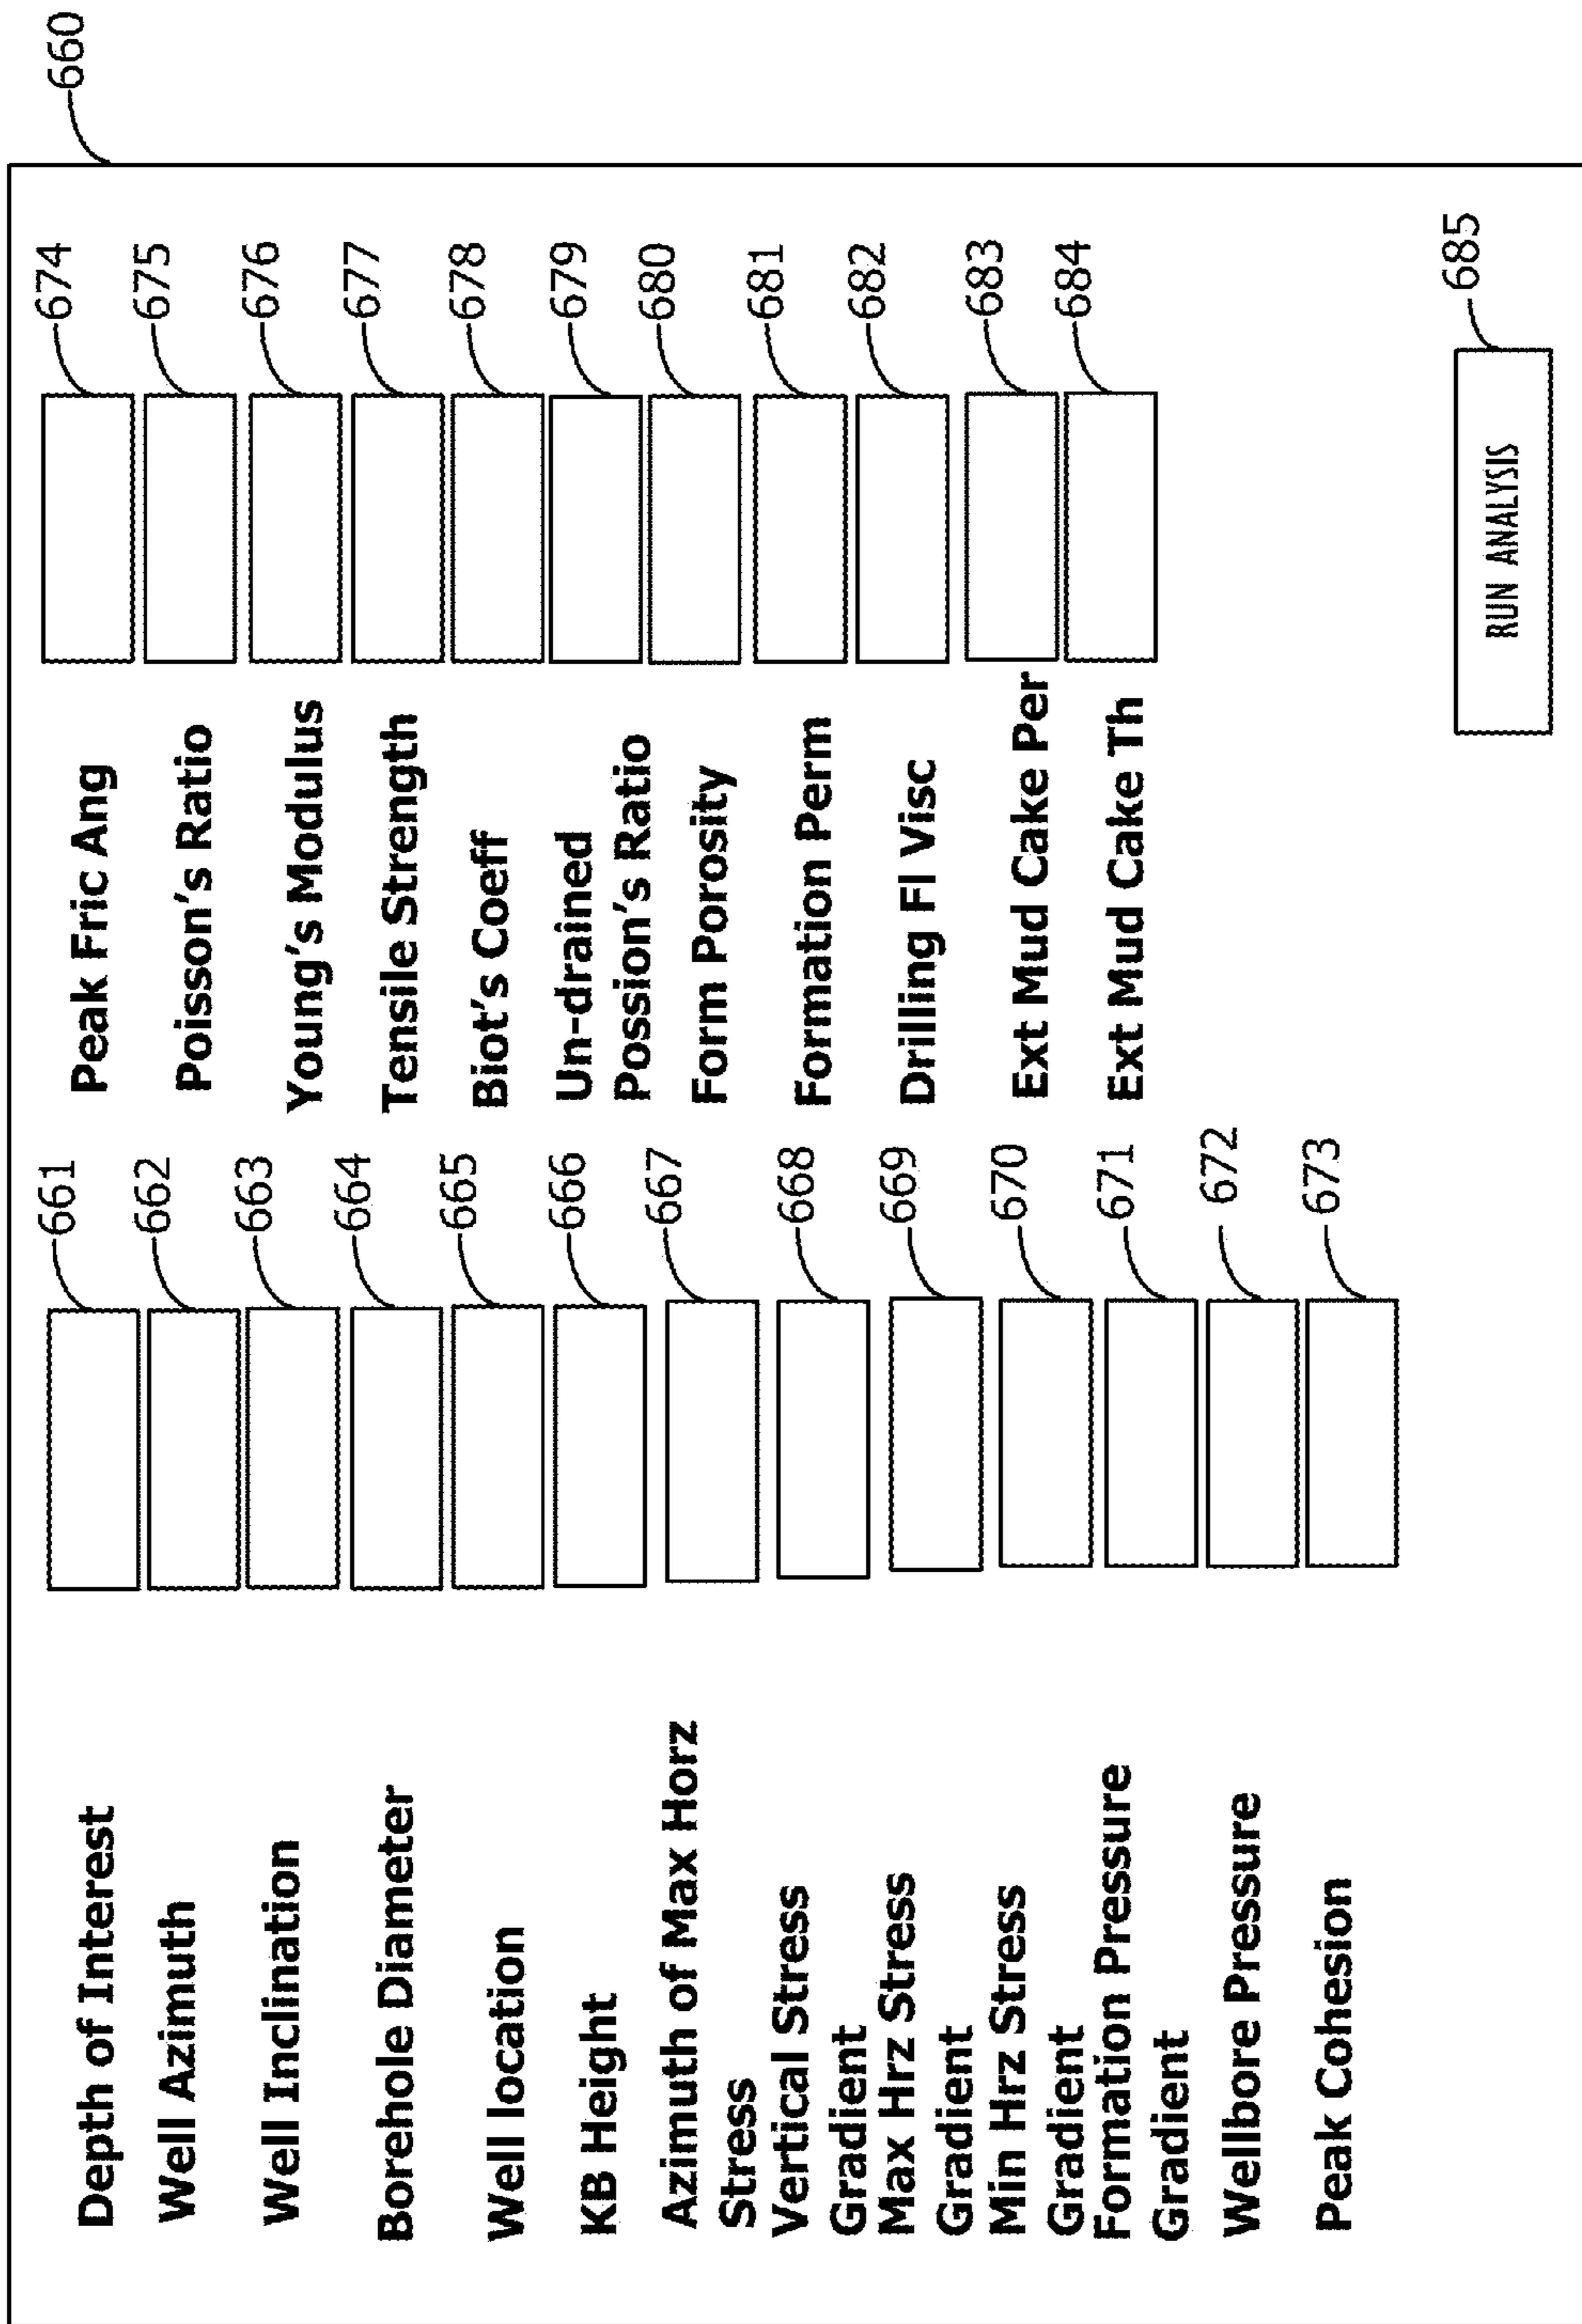 660
Depth of Interest
661
Well Azimuth
662
Well Inclination
663
Borehole Diameter
664
Well location
665
KB Height
666
Azimuth of Max Horz
Stress
667
Vertical Stress
Gradient
668
Max Hrz Stress
Gradient
669
Min Hrz Stress
Gradient
670
Formation Pressure
Gradient
671
Wellbore Pressure
672
Peak Cohesion
673
Peak Fric Ang
674
Poisson's Ratio
675
Young's Modulus
676
Tensile Strength
677
Biot's Coeff
678
Un-drained
Possion's Ratio
679
Form Porosity
680
Formation Perm
681
Drilling Fl Visc
682
Ext Mud Cake Per
683
Ext Mud Cake Th
684
RUN ANALYSIS
685